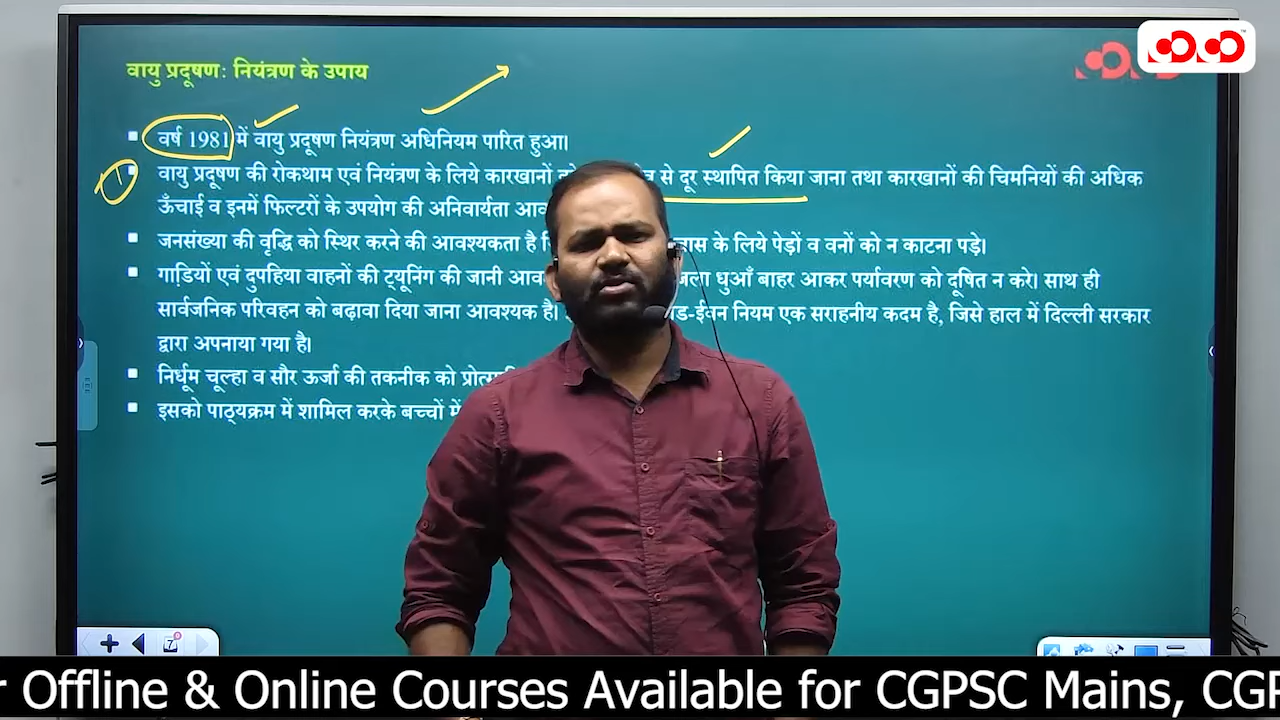 वायु प्रदूषण: नियंत्रण के उपाय
वर्ष 1981 में वायु प्रदूषण नियंत्रण अधिनियम पारित हुआ।
वायु प्रदूषण की रोकथाम एवं नियंत्रण के लिये कारखानों से दूर स्थापित किया जाना तथा कारखानों की चिमनियों की अधिक
ऊँचाई व इनमें फिल्टरों के उपयोग की अनिवार्यता
जनसंख्या की वृद्धि को स्थिर करने की आवश्यकता है के लिये पेड़ों व वनों को न काटना पड़े।
गाडि़यों एवं दुपहिया वाहनों की ट्यूनिंग की जानी धुआँ बाहर आकर पर्यावरण को दूषित न करे। साथ ही
सार्वजनिक परिवहन को बढ़ावा दिया जाना आवश्यक है। नियम एक सराहनीय कदम है, जिसे हाल में दिल्ली सरकार
द्वारा अपनाया गया है।
निर्धूम चूल्हा व सौर ऊर्जा की तकनीक को
इसको पाठ्यक्रम में शामिल करके बच्चों में
7
r Offline & Online Courses Available for CGPSC Mains, CGP